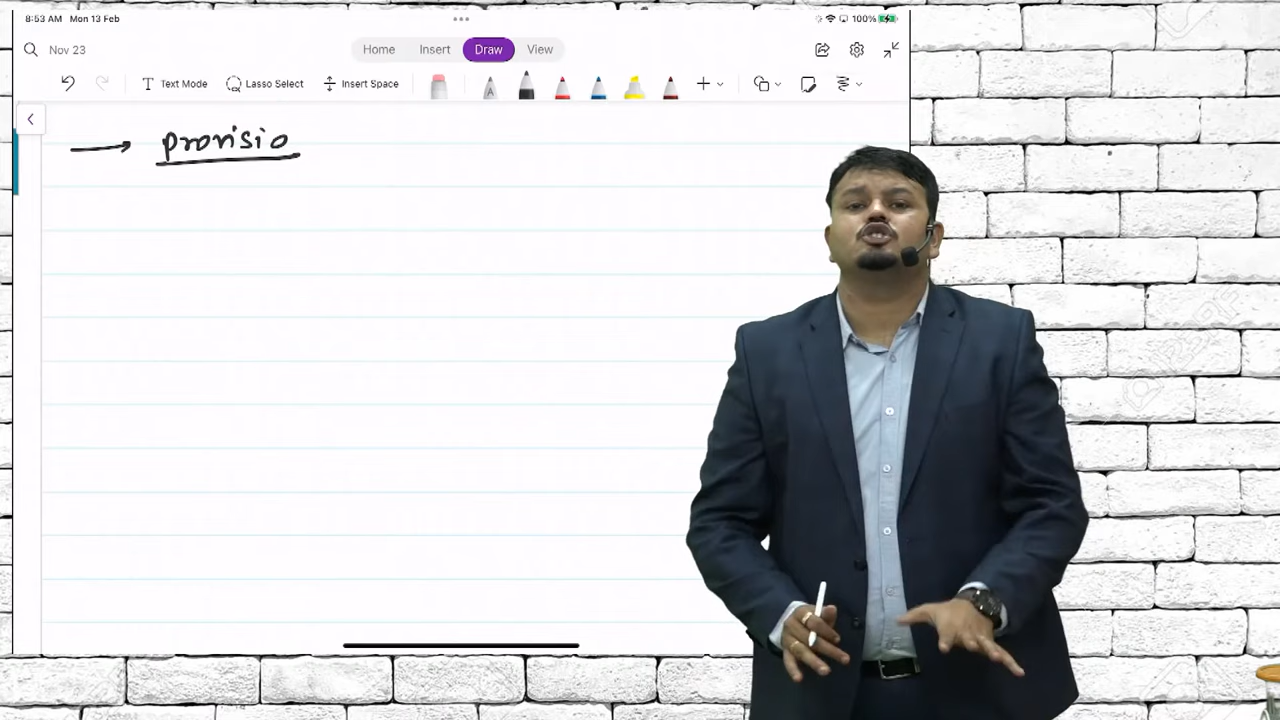 8:53 AM Mon 13 Feb
100%
Nov 23
Home Insert Draw View
Text Mode Lasso Select Insert Space
→ provisio
123RF